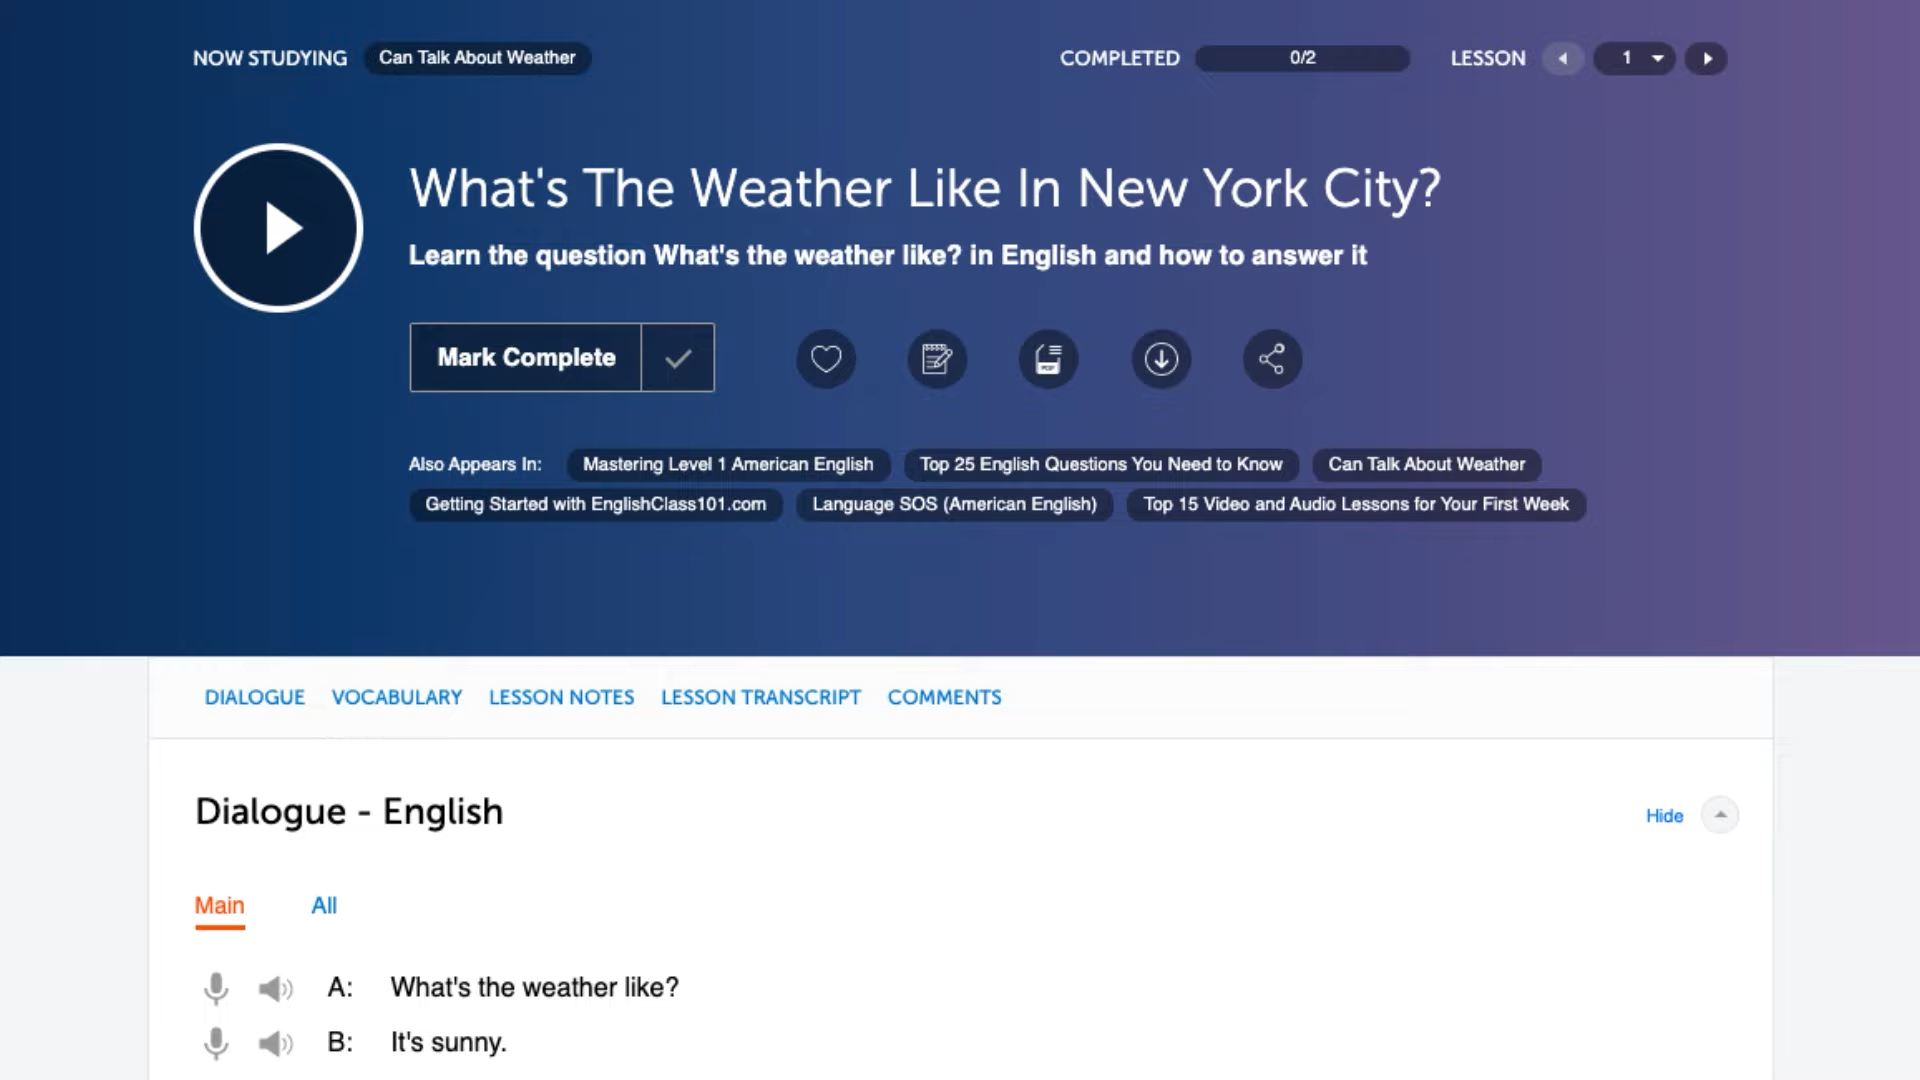 NOW STUDYING Can Talk About Weather COMPLETED 0/2 LESSON 1
What's The Weather Like In New York City?
Learn the question What's the weather like? in English and how to answer it
Mark Complete
PDF
Also Appears In: Mastering Level 1 American English Top 25 English Questions You Need to Know Can Talk About Weather
Getting Started with EnglishClass101.com Language SOS (American English) Top 15 Video and Audio Lessons for Your First Week
DIALOGUE VOCABULARY LESSON NOTES LESSON TRANSCRIPT COMMENTS
Dialogue - English Hide
Main All
A: What's the weather like?
B: It's sunny.